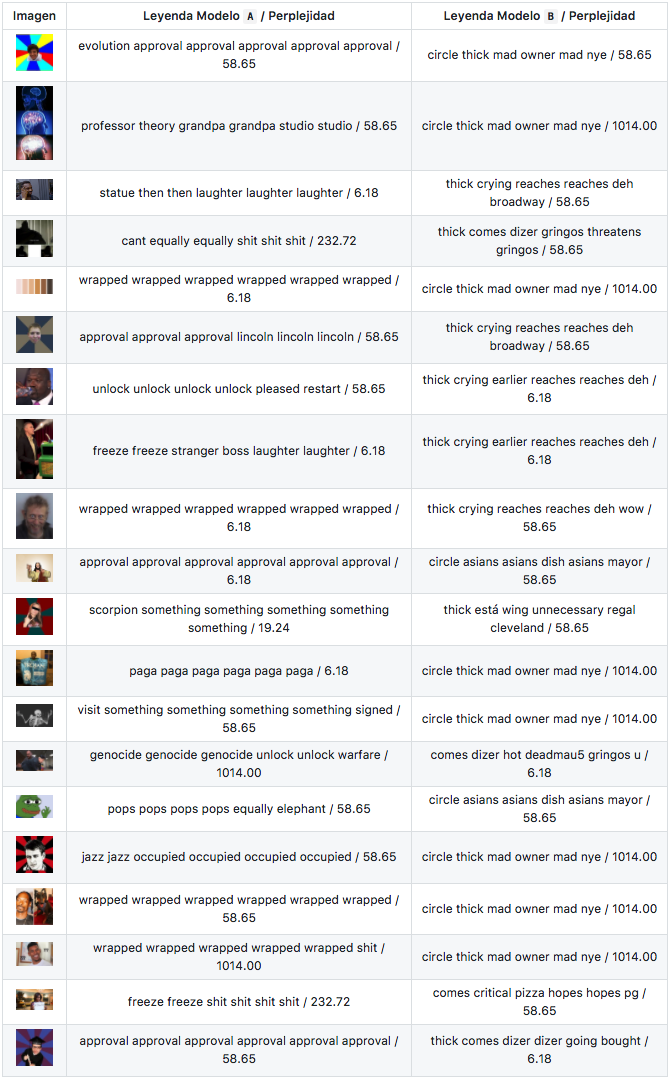 Imagen Leyenda Modelo A / Perplejidad Leyenda Modelo B / Perplejidad
evolution approval approval approval approval approval /
58.65
circle thick mad owner mad nye / 58.65
professor theory grandpa grandpa studio studio / 58.65
circle thick mad owner mad nye / 1014.00
statue then then laughter laughter laughter / 6.18
thick crying reaches reaches deh
broadway / 58.65
cant equally equally shit shit shit / 232.72
thick comes dizer gringos threatens
gringos / 58.65
wrapped wrapped wrapped wrapped wrapped wrapped /
6.18
circle thick mad owner mad nye / 1014.00
approval approval approval lincoln lincoln lincoln / 58.65
thick crying reaches reaches deh
broadway / 58.65
unlock unlock unlock unlock pleased restart / 58.65
thick crying earlier reaches reaches deh /
6.18
freeze freeze stranger boss laughter laughter / 6.18
thick crying earlier reaches reaches deh /
6.18
wrapped wrapped wrapped wrapped wrapped wrapped /
6.18
thick crying reaches reaches deh wow /
58.65
approval approval approval approval approval approval /
6.18
circle asians asians dish asians mayor /
58.65
scorpion something something something something
something / 19.24
thick está wing unnecessary regal
cleveland / 58.65
paga paga paga paga paga paga / 6.18
circle thick mad owner mad nye / 1014.00
visit something something something something signed /
58.65
circle thick mad owner mad nye / 1014.00
genocide genocide genocide unlock unlock warfare /
1014.00
comes dizer hot deadmau5 gringos u /
6.18
pops pops pops pops equally elephant / 58.65
circle asians asians dish asians mayor /
58.65
jazz jazz occupied occupied occupied occupied / 58.65
circle thick mad owner mad nye / 1014.00
wrapped wrapped wrapped wrapped wrapped wrapped /
58.65
circle thick mad owner mad nye / 1014.00
wrapped wrapped wrapped wrapped wrapped shit /
1014.00
circle thick mad owner mad nye / 1014.00
freeze freeze shit shit shit shit / 232.72
comes critical pizza hopes hopes pg /
58.65
approval approval approval approval approval approval /
58.65
thick comes dizer dizer going bought /
6.18